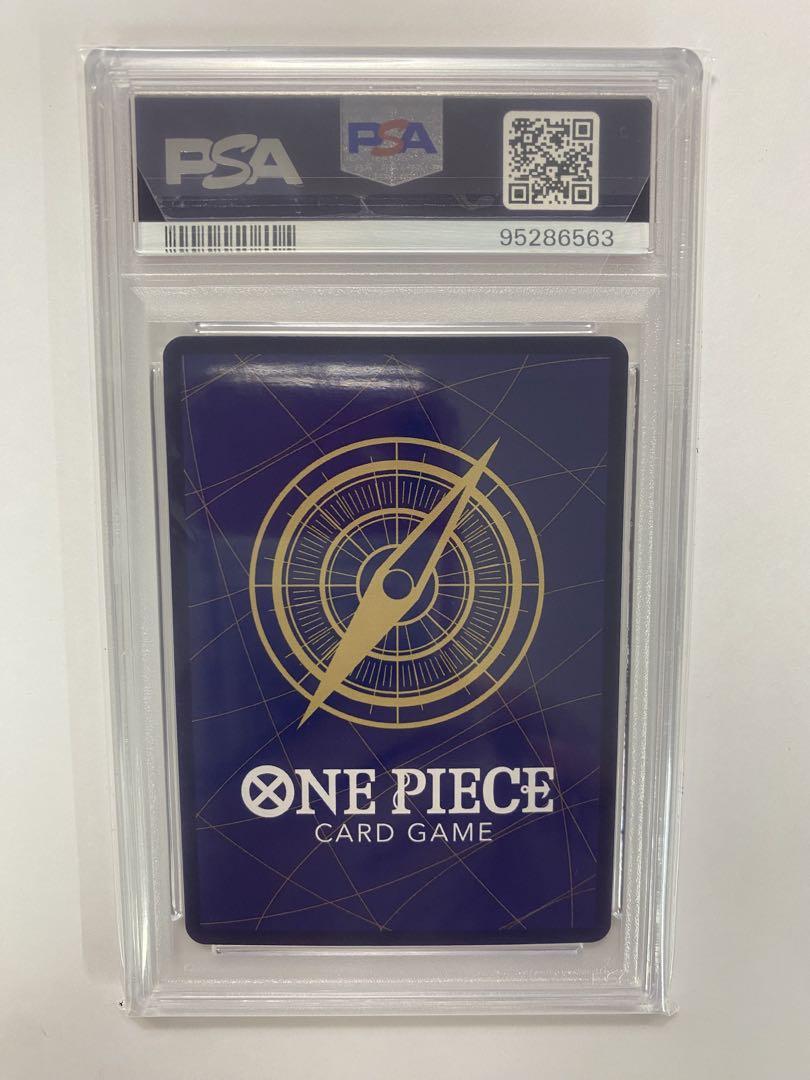 PSA
PSA
95286563
ONE PIECE
CARD GAME